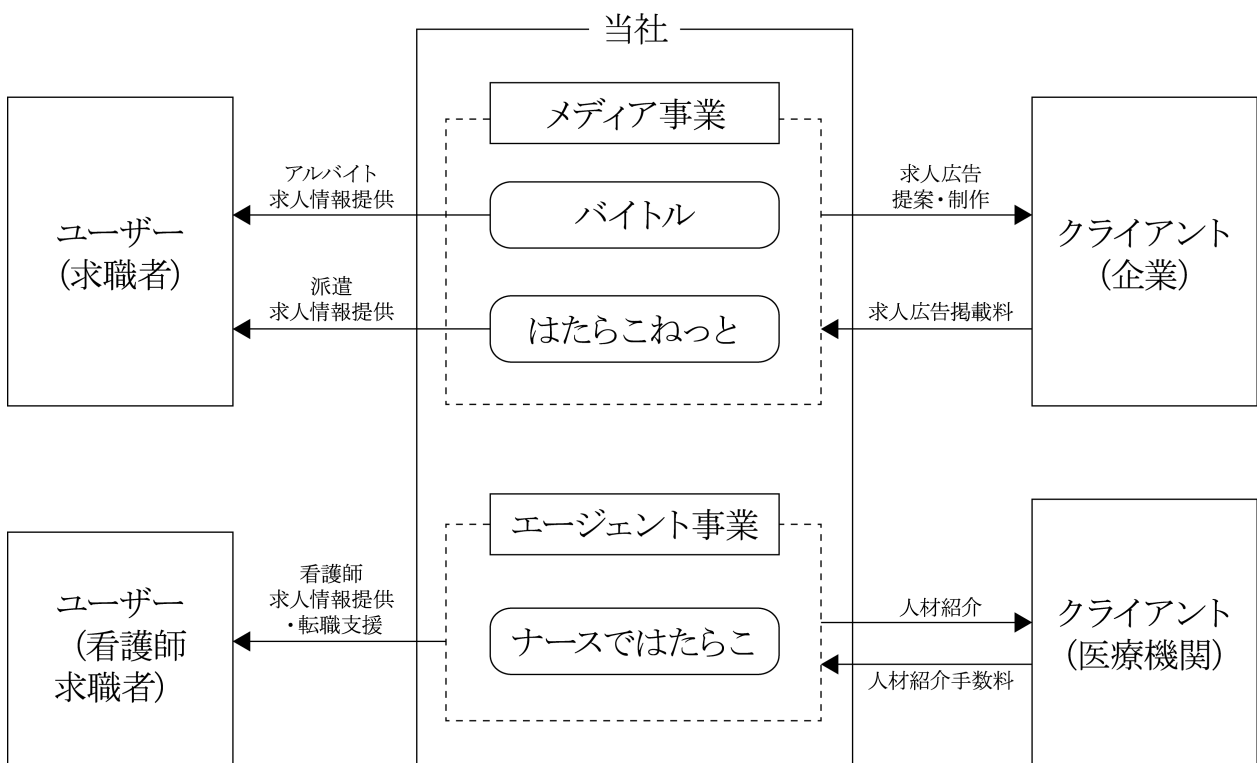 当社
メディア事業
アルバイト
求人情報提供
バイトル
求人広告
提案・制作
ユーザー
(求職者)
クライアント
(企業)
派遣
求人情報提供
はたらこねっと
求人広告掲載料
エージェント事業
看護師
求人情報提供
・転職支援
ユーザー
(看護師
求職者)
ナースではたらこ
人材紹介
人材紹介手数料
クライアント
(医療機関)